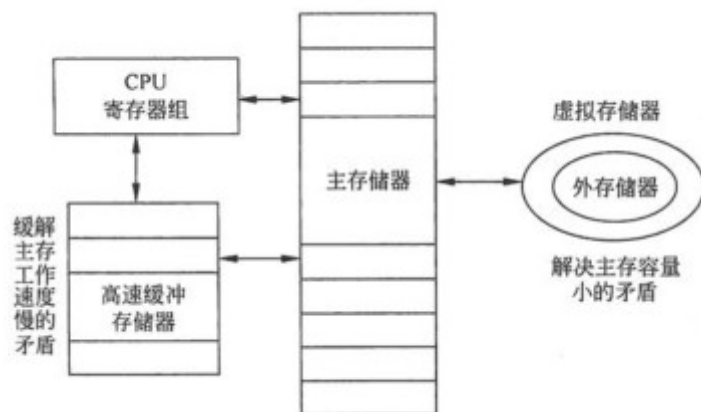 CPU
寄存器组
缓解
主存
工作
速度
慢的
矛盾
高速缓冲
存储器
主存储器
虚拟存储器
外存储器
解决主存容量
小的矛盾